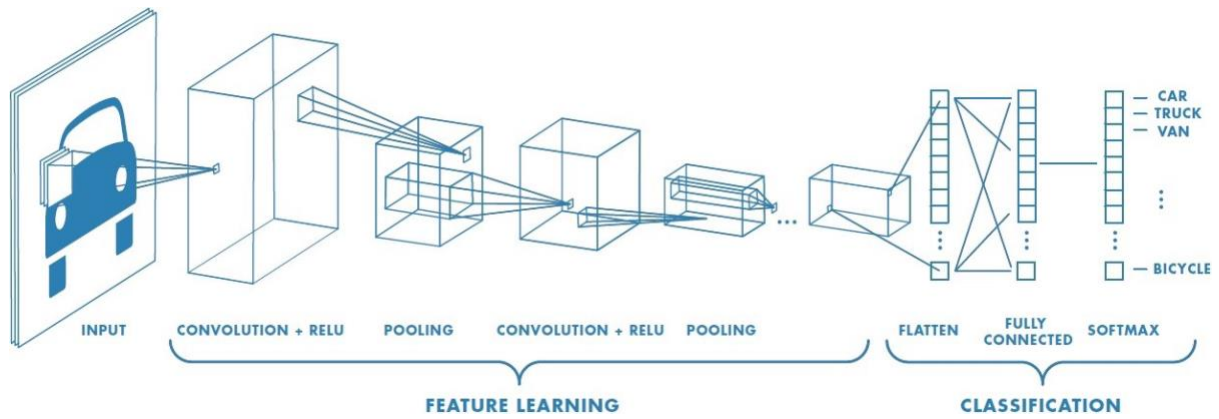 CAR
TRUCK
VAN
BICYCLE
INPUT
CONVOLUTION + RELU
POOLING
CONVOLUTION + RELU
POOLING
FLATTEN
FULLY
CONNECTED
SOFTMAX
FEATURE LEARNING
CLASSIFICATION